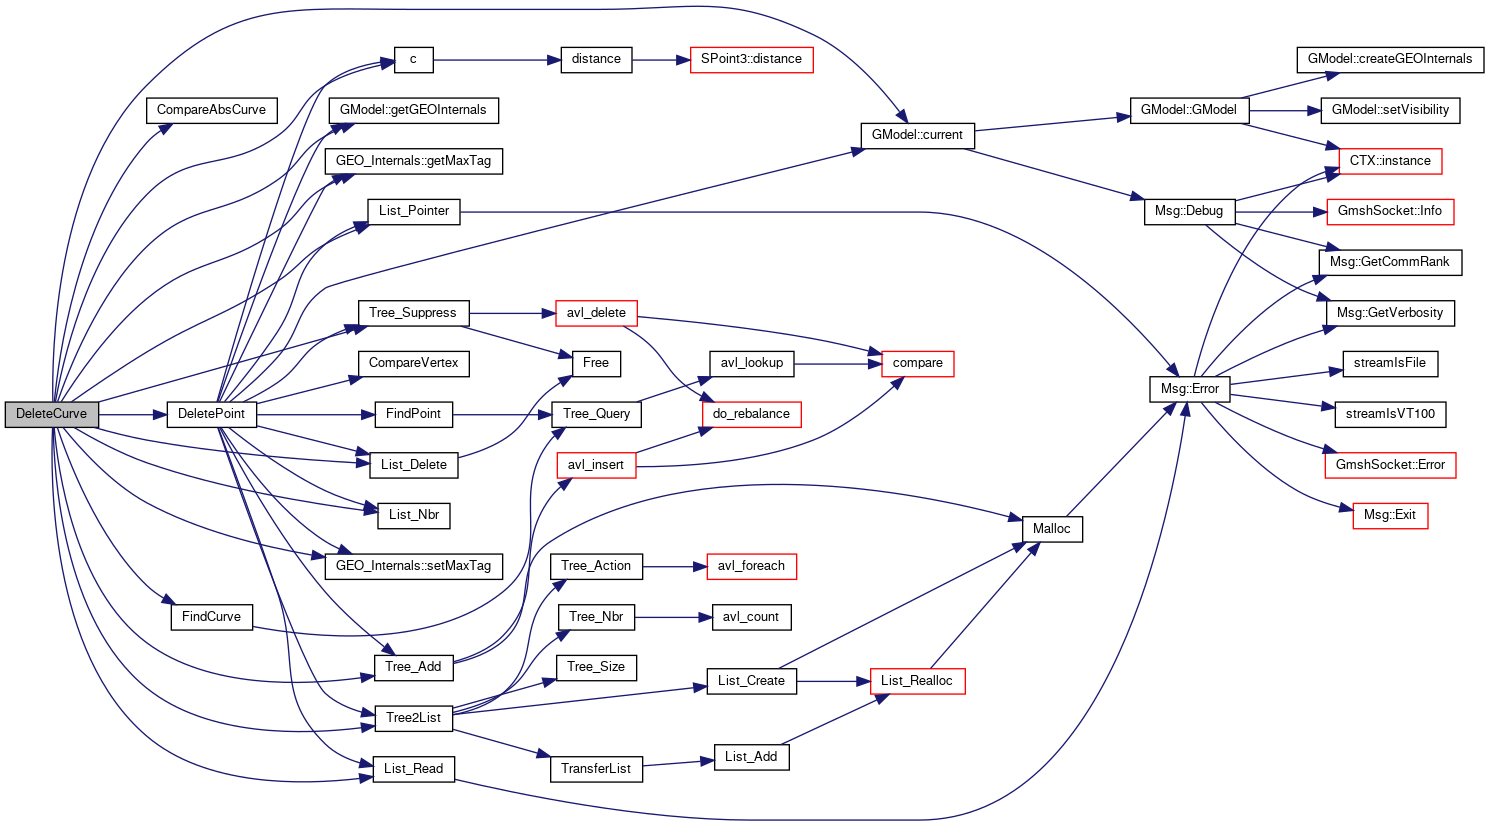 DeleteCurve
CompareAbsCurve
DeletePoint
FindCurve
c
GModel::getGEOInternals
GEO_Internals::getMaxTag
List_Pointer
Tree_Suppress
CompareVertex
FindPoint
List_Delete
List_Nbr
GEO_Internals::setMaxTag
Tree_Add
Tree2List
List_Read
distance
avl_delete
Free
Tree_Query
avl_insert
Tree_Action
Tree_Nbr
Tree_Size
TransferList
SPoint3::distance
avl_lookup
do_rebalance
avl_foreach
avl_count
List_Create
List_Add
GModel::current
compare
List_Realloc
Malloc
GModel::GModel
Msg::Debug
Msg::Error
GModel::createGEOInternals
GModel::setVisibility
CTX::instance
GmshSocket::Info
Msg::GetCommRank
Msg::GetVerbosity
streamIsFile
streamIsVT100
GmshSocket::Error
Msg::Exit